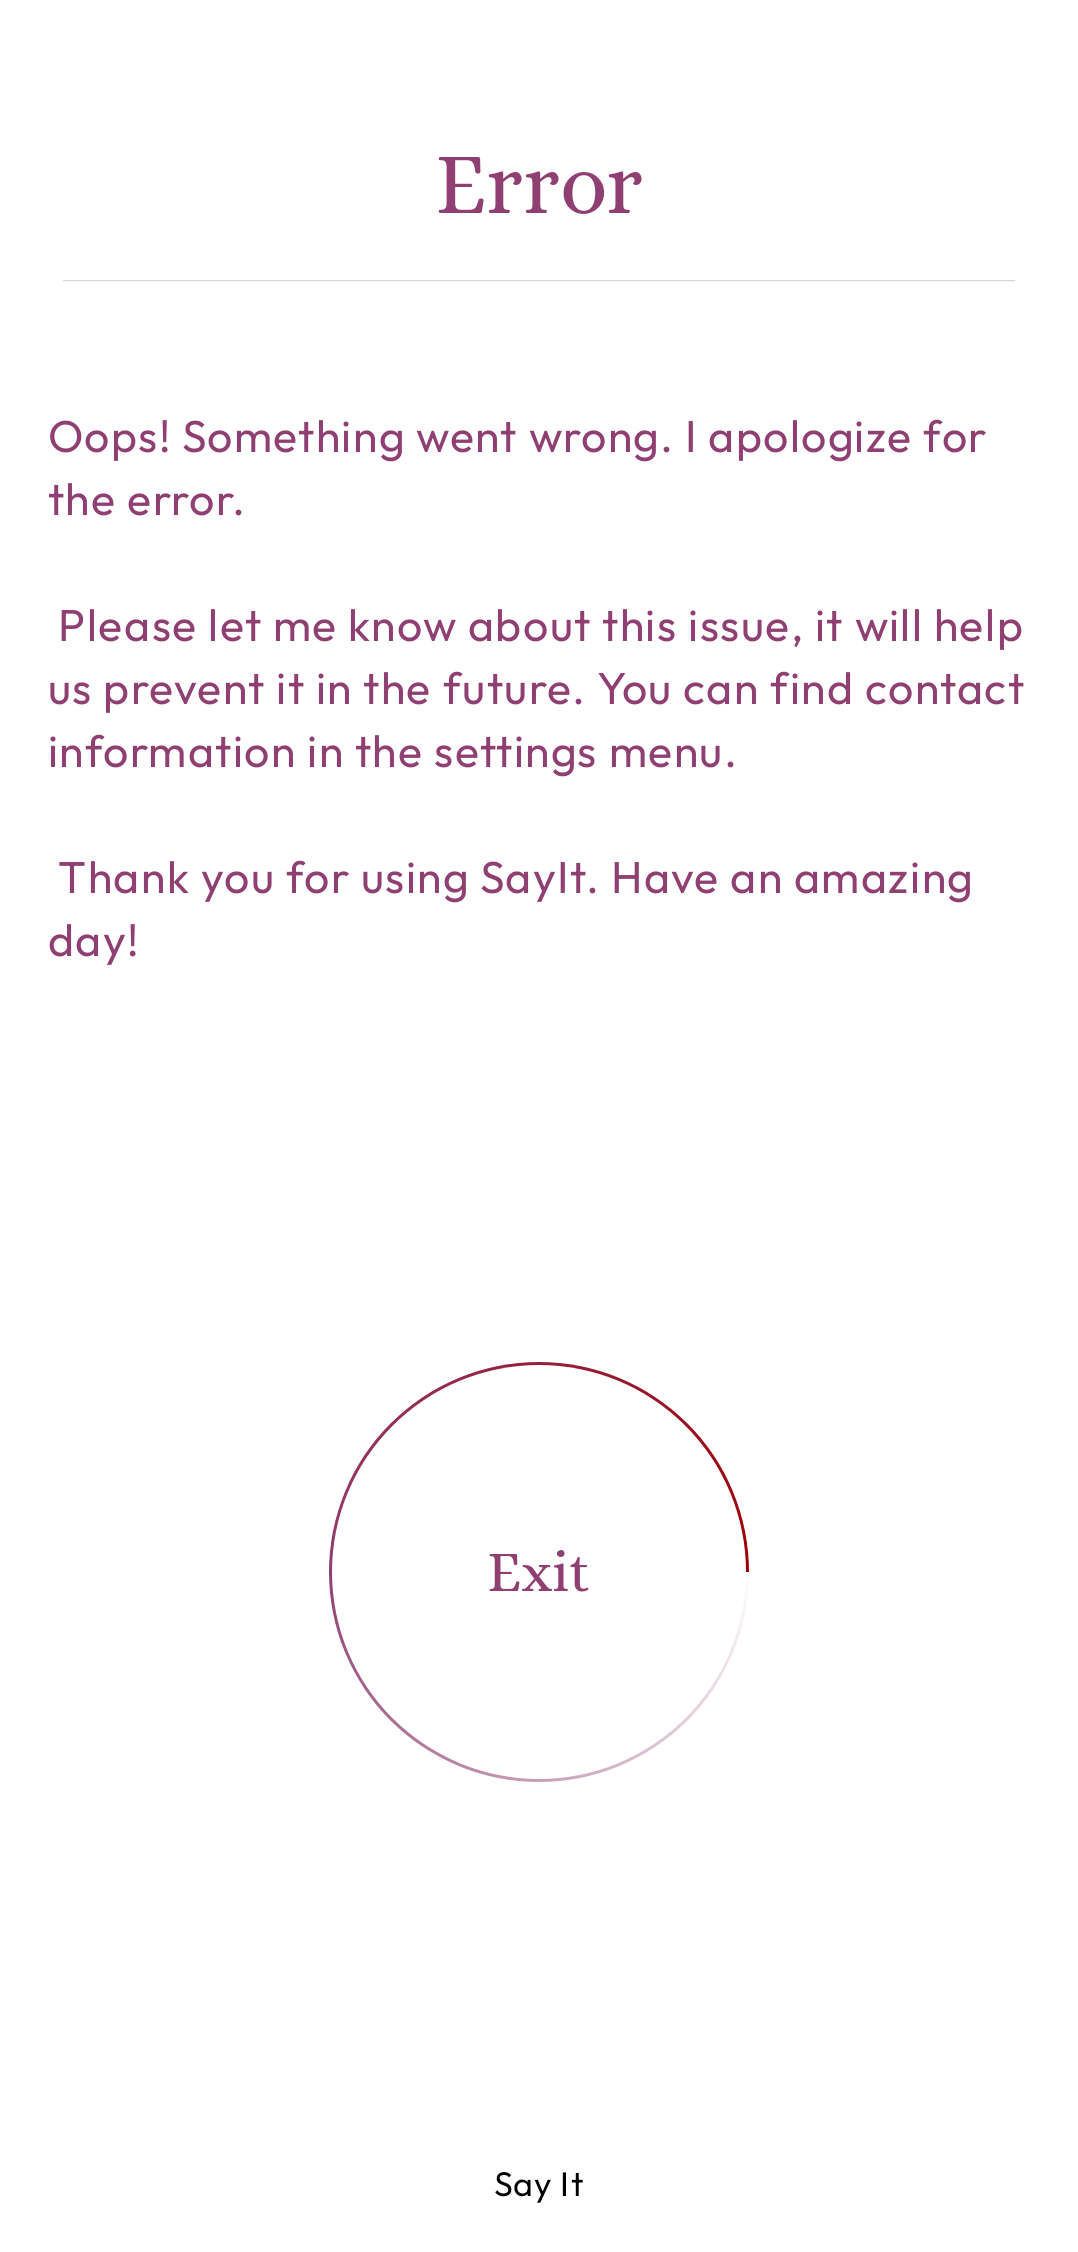 Error
Oops! Something went wrong. I apologize for
the error.
Please let me know about this issue, it will help
us prevent it in the future. You can find contact
information in the settings menu.
Thank you for using SayIt. Have an amazing
day!
Exit
Say It